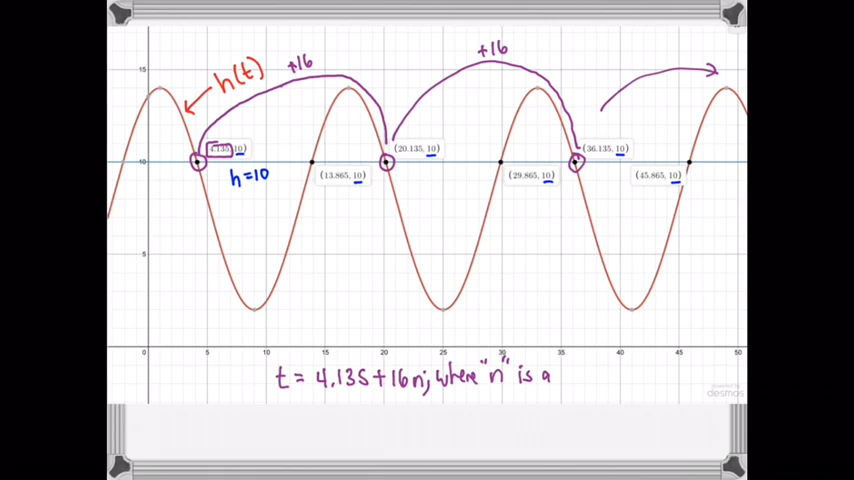 +16
+16
15
h(t)
(4.135, 10)
(20.135, 10)
(36.135, 10)
10
h=10
(13.865, 10)
(29.865, 10)
(45.865, 10)
5
0 5 10 15 20 25 30 35 40 45 50
t = 4.135+16n; where "n" is a
powered by
desmos